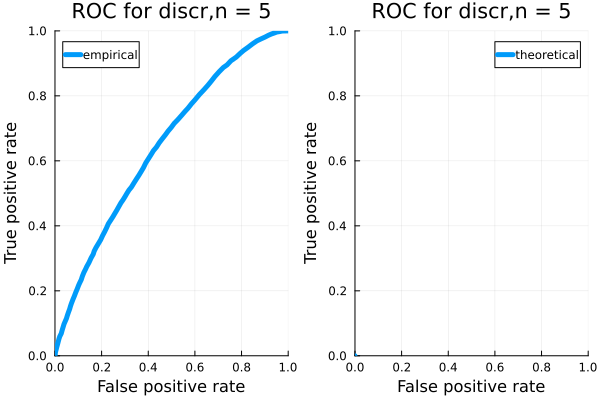 ROC for discr,n = 5
True positive rate
1.0
0.8
0.6
0.4
0.2
0.0
empirical
0.0 0.2 0.4 0.6 0.8 1.0
False positive rate
ROC for discr,n = 5
True positive rate
1.0
0.8
0.6
0.4
0.2
0.0
theoretical
0.0 0.2 0.4 0.6 0.8 1.0
False positive rate